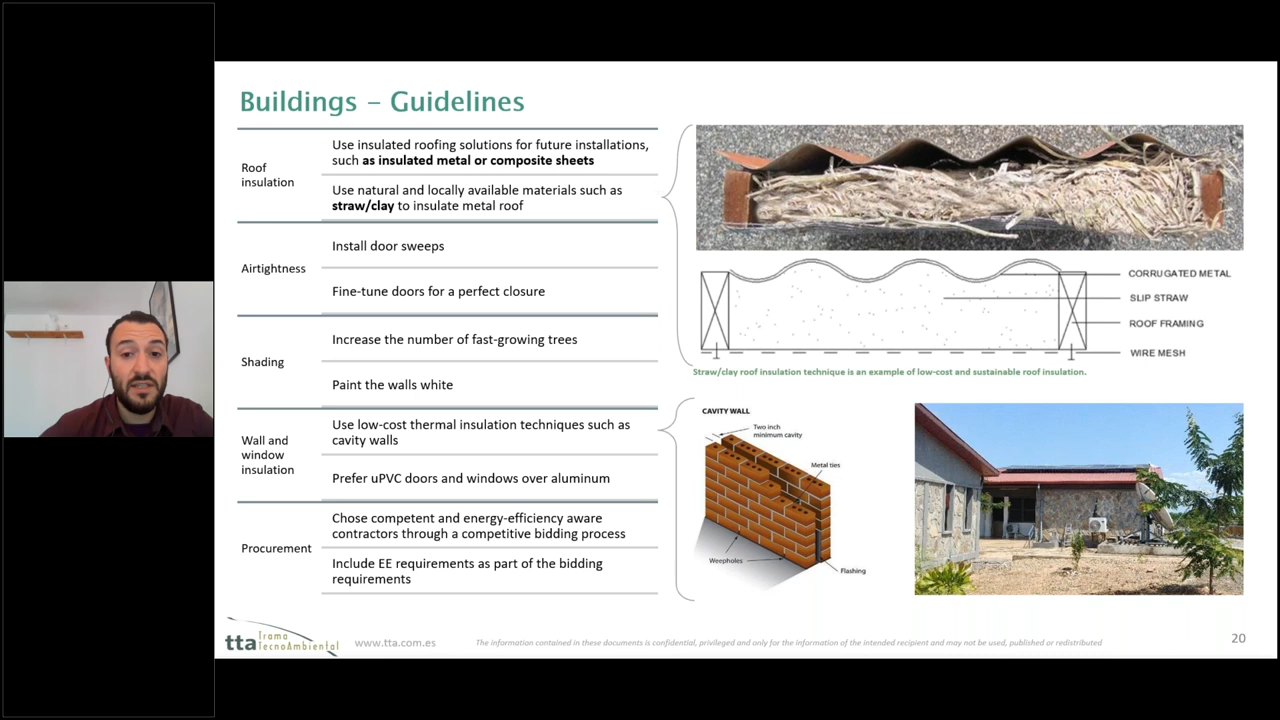 Buildings – Guidelines
Roof
insulation
Use insulated roofing solutions for future installations,
such as insulated metal or composite sheets
Use natural and locally available materials such as
straw/clay to insulate metal roof
Airtightness
Install door sweeps
Fine-tune doors for a perfect closure
Shading
Increase the number of fast-growing trees
Paint the walls white
Wall and
window
insulation
Use low-cost thermal insulation techniques such as
cavity walls
Prefer uPVC doors and windows over aluminum
Procurement
Chose competent and energy-efficiency aware
contractors through a competitive bidding process
Include EE requirements as part of the bidding
requirements
CORRUGATED METAL
SLIP STRAW
ROOF FRAMING
WIRE MESH
Straw/clay roof insulation technique is an example of low-cost and sustainable roof insulation.
CAVITY WALL
Two inch
minimum cavity
Metal ties
Weepholes
Flashing
tta Trama
TecnoAmbiental
www.tta.com.es
The information contained in these documents is confidential, privileged and only for the information of the intended recipient and may not be used, published or redistributed
20